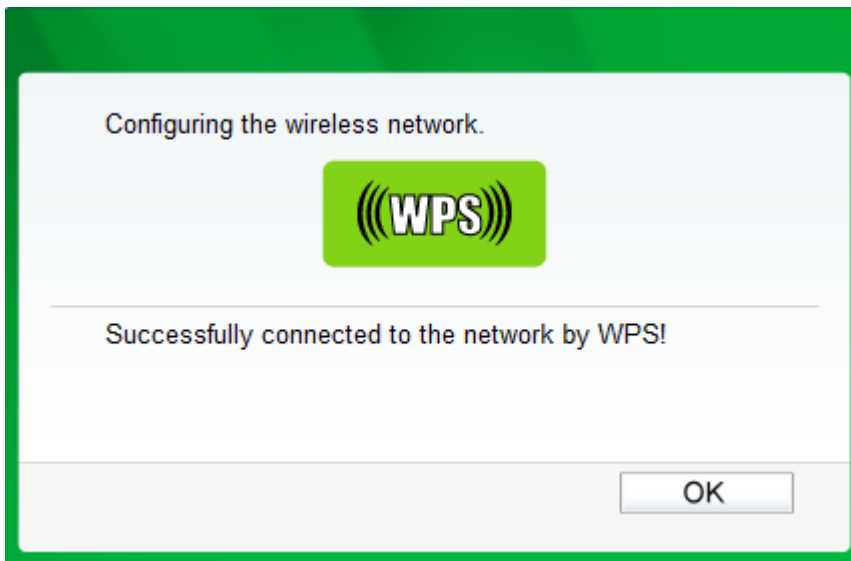 Configuring the wireless network.
WPS
Successfully connected to the network by WPS!
OK